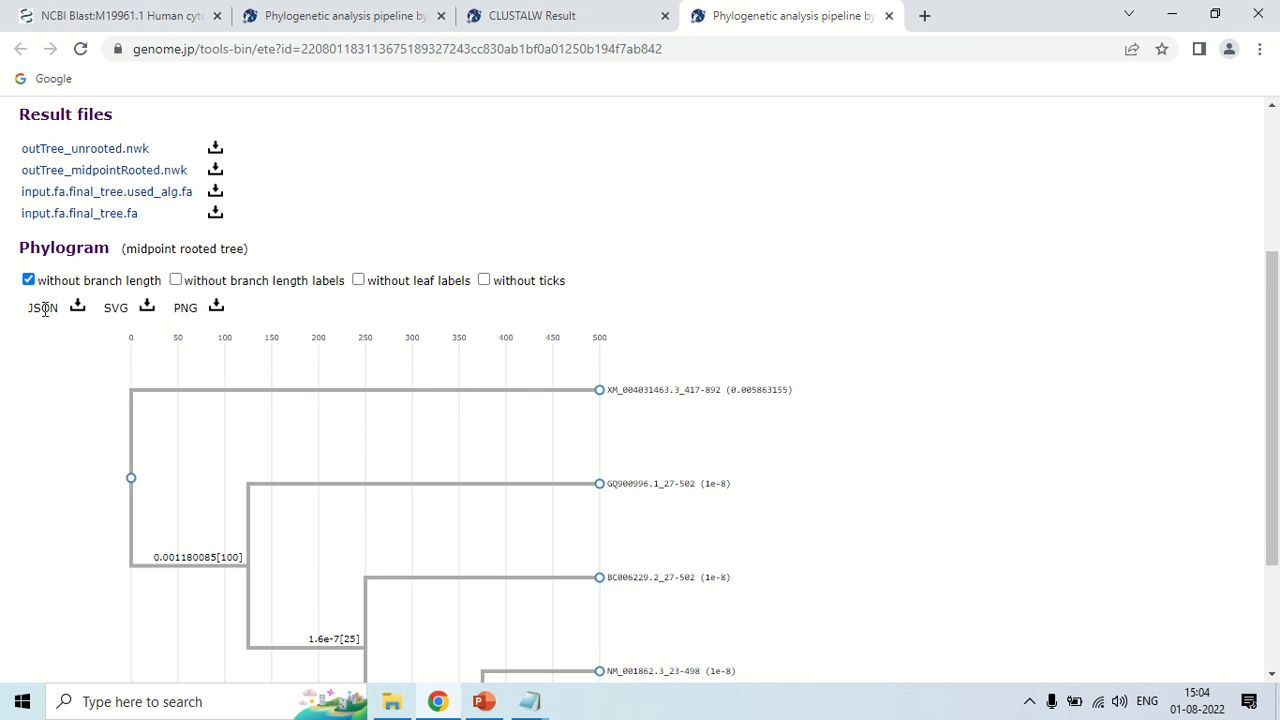 NCBI Blast:M19961.1 Human cyto
Phylogenetic analysis pipeline by
CLUSTALW Result
Phylogenetic analysis pipeline by
genome.jp/tools-bin/ete?id=220801183113675189327243cc830ab1bf0a01250b194f7ab842
Google
Result files
outTree_unrooted.nwk
outTree_midpointRooted.nwk
input.fa.final_tree.used_alg.fa
input.fa.final_tree.fa
Phylogram (midpoint rooted tree)
without branch length without branch length labels without leaf labels without ticks
JSON SVG PNG
0 50 100 150 200 250 300 350 400 450 500
XM_004031463.3_417-892 (0.005863155)
GQ900996.1_27-502 (1e-8)
0.001180085[100]
BC006229.2_27-502 (1e-8)
1.6e-7[25]
NM_001862.3_23-498 (1e-8)
Type here to search
ENG
15:04
01-08-2022